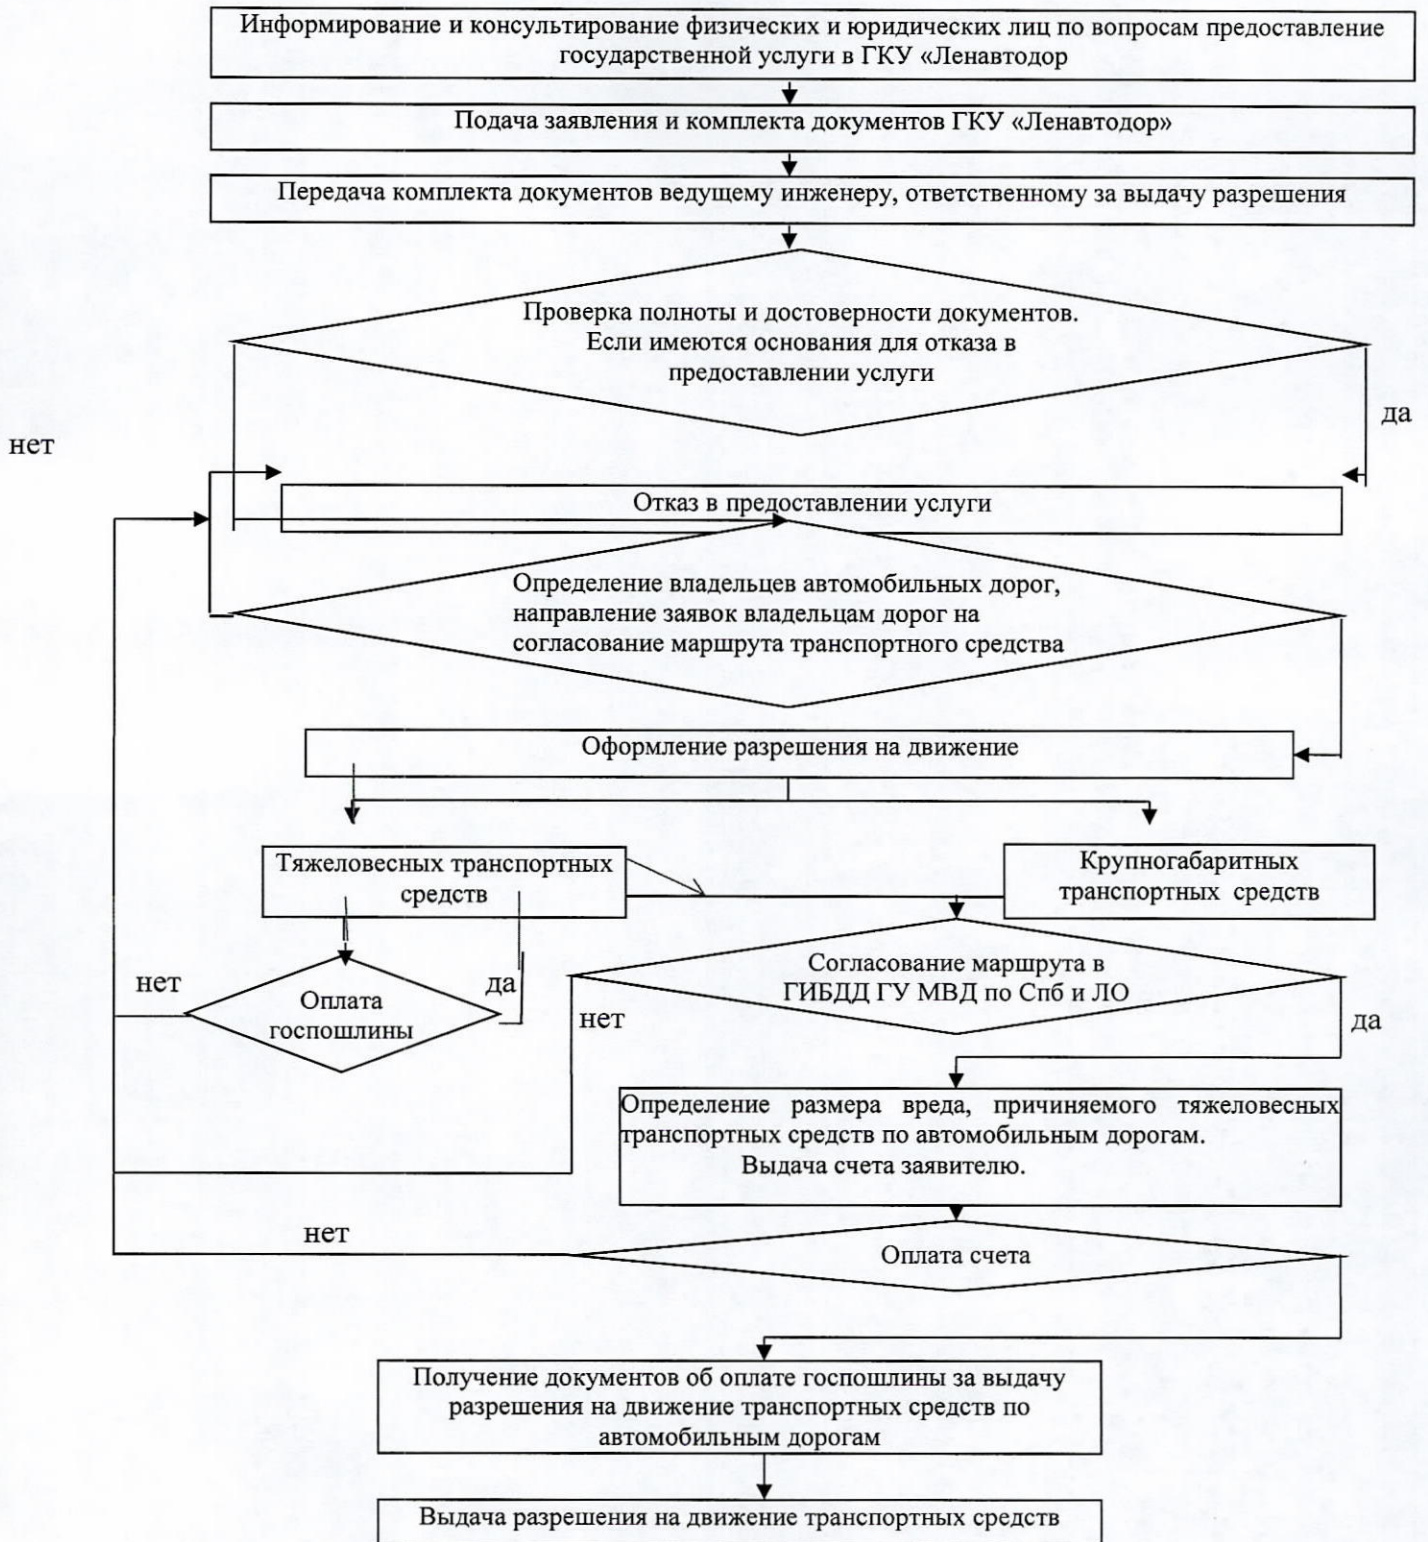 Информирование и консультирование физических и юридических лиц по вопросам предоставление
государственной услуги в ГКУ «Ленавтодор
Подача заявления и комплекта документов ГКУ «Ленавтодор»
Передача комплекта документов ведущему инженеру, ответственному за выдачу разрешения
Проверка полноты и достоверности документов.
Если имеются основания для отказа в
предоставлении услуги
да
нет
Отказ в предоставлении услуги
Определение владельцев автомобильных дорог,
направление заявок владельцам дорог на
согласование маршрута транспортного средства
Оформление разрешения на движение
Тяжеловесных транспортных
средств
Крупногабаритных
транспортных средств
нет
Оплата
госпошлины
да
Согласование маршрута в
ГИБДД ГУ МВД по Спб и ЛО
нет
да
Определение размера вреда, причиняемого тяжеловесных
транспортных средств по автомобильным дорогам.
Выдача счета заявителю.
нет
Оплата счета
Получение документов об оплате госпошлины за выдачу
разрешения на движение транспортных средств по
автомобильным дорогам
Выдача разрешения на движение транспортных средств